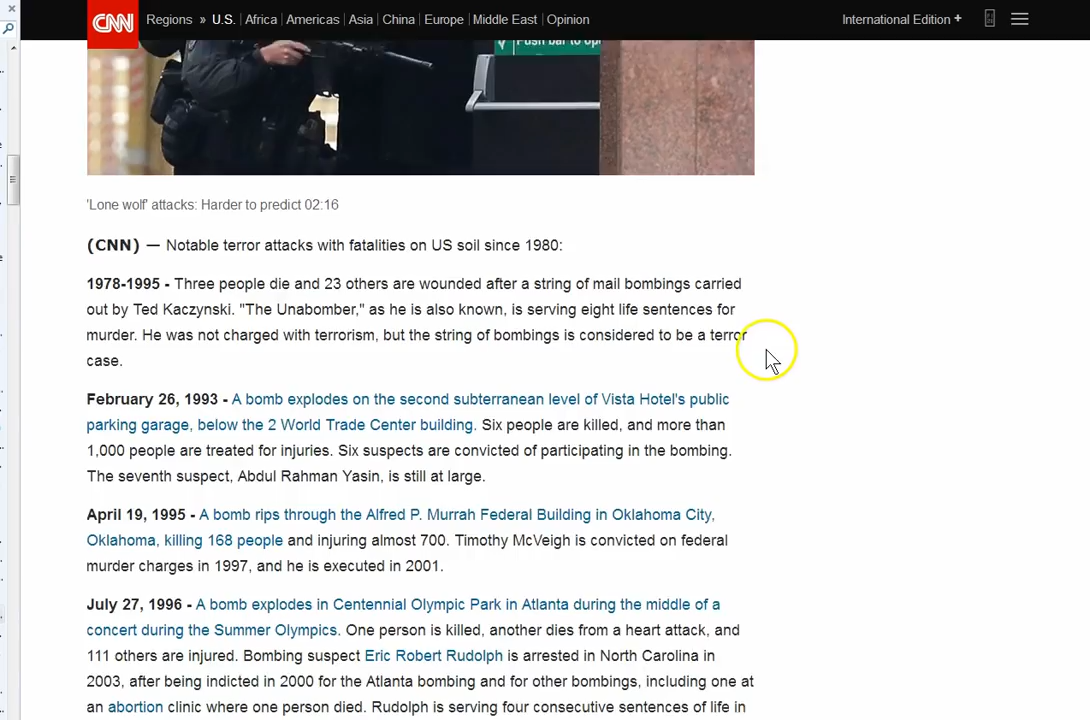 CNN Regions » U.S. Africa Americas Asia China Europe Middle East Opinion International Edition +
Push bar to op
'Lone wolf' attacks: Harder to predict 02:16
(CNN) — Notable terror attacks with fatalities on US soil since 1980:
1978-1995 - Three people die and 23 others are wounded after a string of mail bombings carried
out by Ted Kaczynski. "The Unabomber," as he is also known, is serving eight life sentences for
murder. He was not charged with terrorism, but the string of bombings is considered to be a terror
case.
February 26, 1993 - A bomb explodes on the second subterranean level of Vista Hotel's public
parking garage, below the 2 World Trade Center building. Six people are killed, and more than
1,000 people are treated for injuries. Six suspects are convicted of participating in the bombing.
The seventh suspect, Abdul Rahman Yasin, is still at large.
April 19, 1995 - A bomb rips through the Alfred P. Murrah Federal Building in Oklahoma City,
Oklahoma, killing 168 people and injuring almost 700. Timothy McVeigh is convicted on federal
murder charges in 1997, and he is executed in 2001.
July 27, 1996 - A bomb explodes in Centennial Olympic Park in Atlanta during the middle of a
concert during the Summer Olympics. One person is killed, another dies from a heart attack, and
111 others are injured. Bombing suspect Eric Robert Rudolph is arrested in North Carolina in
2003, after being indicted in 2000 for the Atlanta bombing and for other bombings, including one at
an abortion clinic where one person died. Rudolph is serving four consecutive sentences of life in